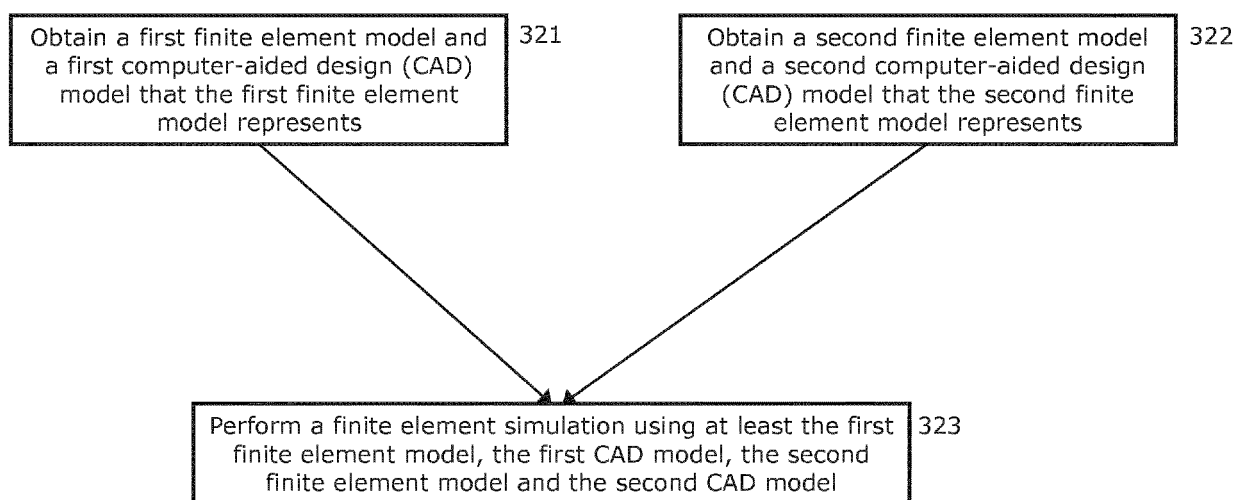 Obtain a first finite element model and
a first computer-aided design (CAD)
model that the first finite element
model represents
321
Obtain a second finite element model
and a second computer-aided design
(CAD) model that the second finite
element model represents
322
Perform a finite element simulation using at least the first
finite element model, the first CAD model, the second
finite element model and the second CAD model
323